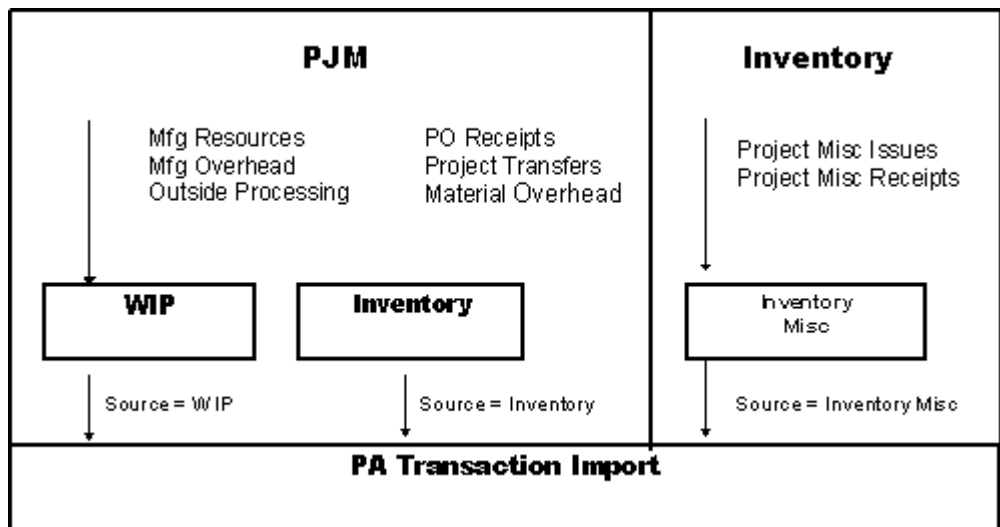 PJM
Inventory
Mfg Resources
Mfg Overhead
Outside Processing
PO Receipts
Project Transfers
Material Overhead
Project Misc Issues
Project Misc Receipts
WIP
Inventory
Inventory
Misc
Source = WIP
Source = Inventory
Source = Inventory Misc
PA Transaction Import